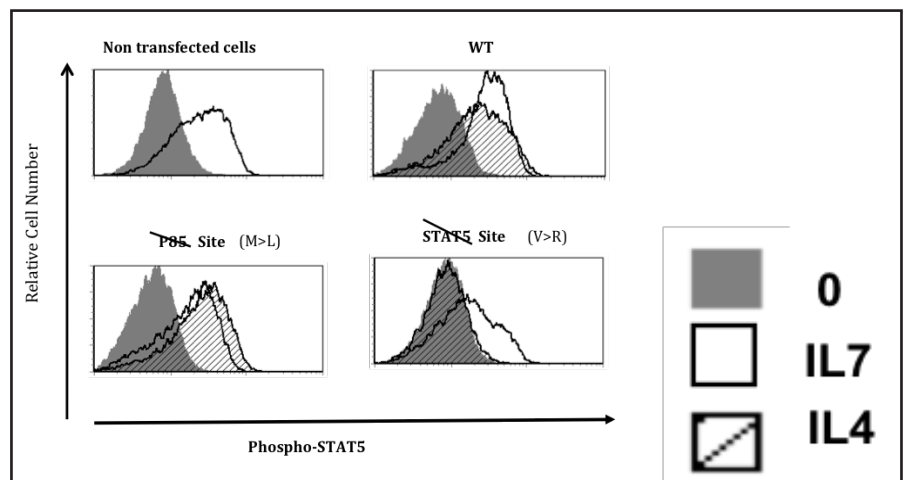 Non transfected cells
WT
Relative Cell Number
P85 Site (M>L)
STAT5 Site (V>R)
0
IL7
IL4
Phospho-STAT5